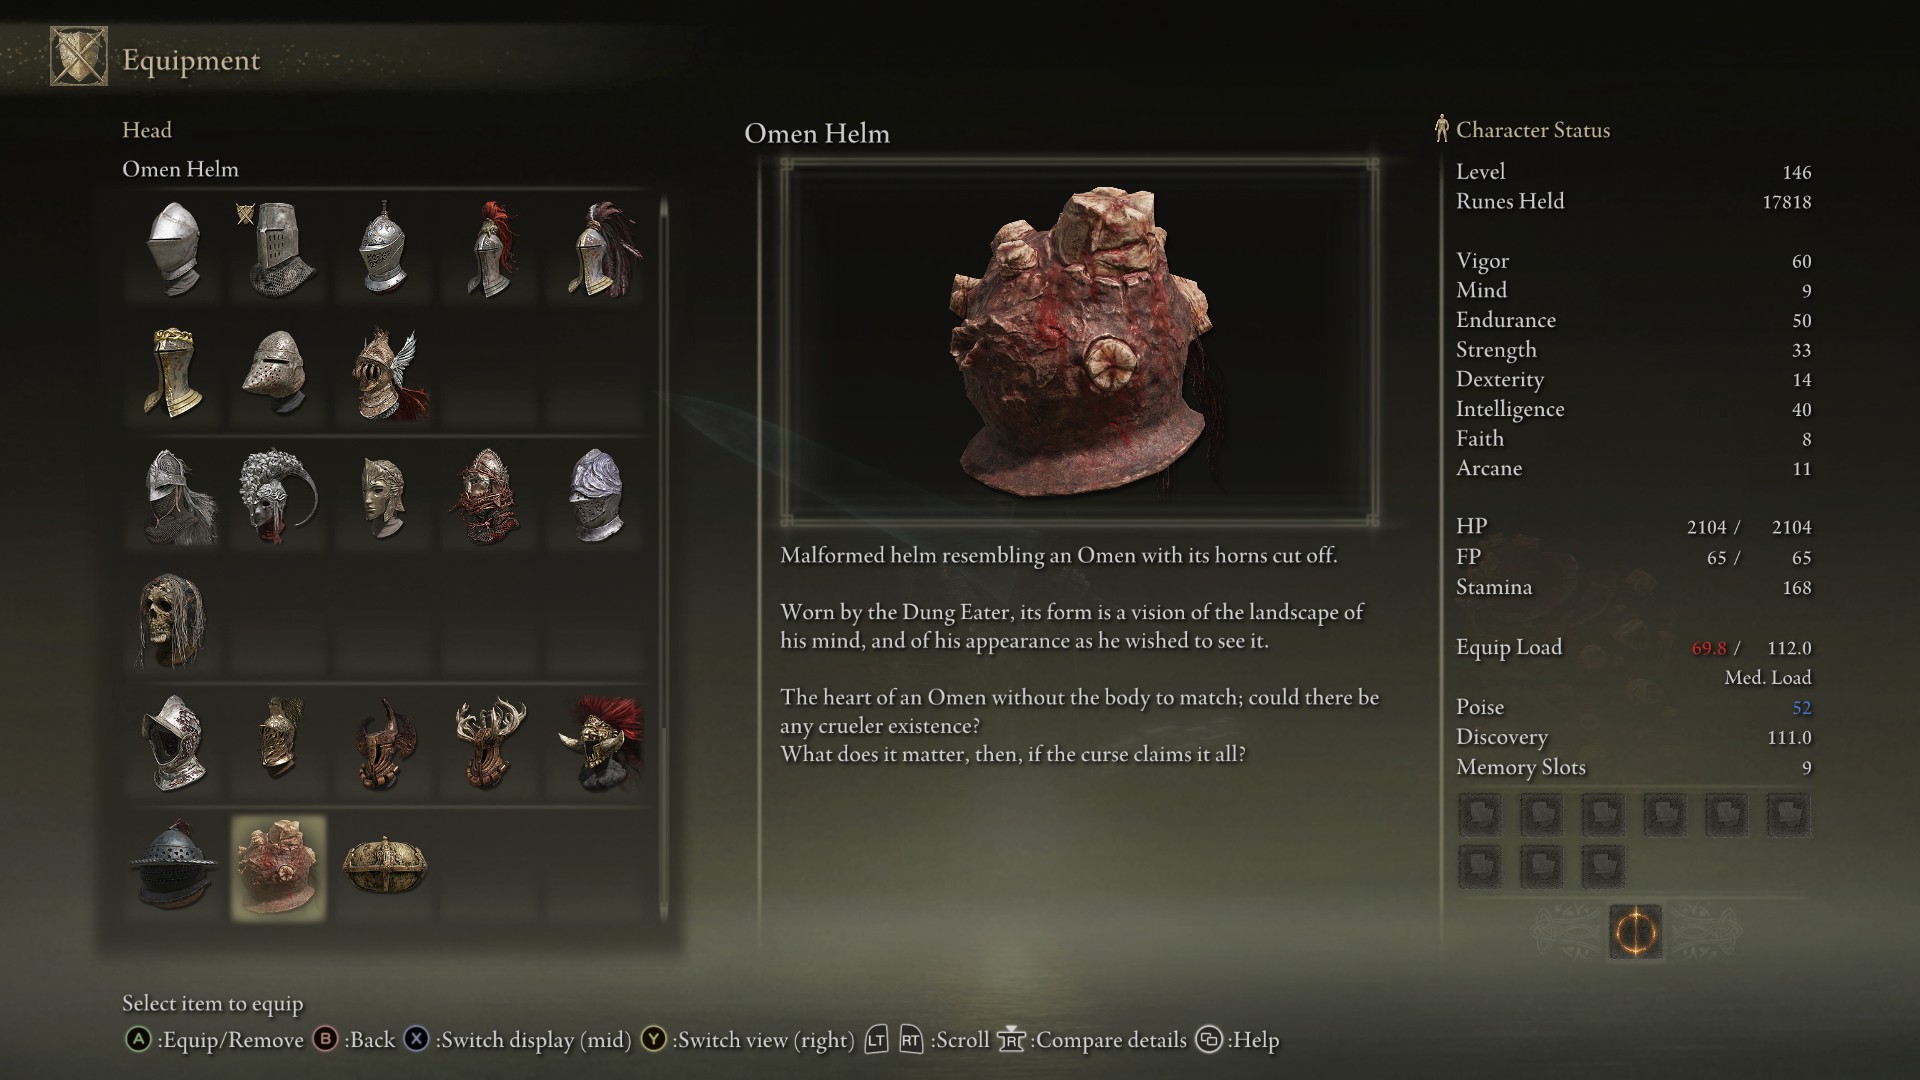 Equipment
Head
Omen Helm
Omen Helm
Malformed helm resembling an Omen with its horns cut off.
Worn by the Dung Eater, its form is a vision of the landscape of
his mind, and of his appearance as he wished to see it.
The heart of an Omen without the body to match; could there be
any crueler existence?
What does it matter, then, if the curse claims it all?
Character Status
Level 146
Runes Held 17818
Vigor 60
Mind 9
Endurance 50
Strength 33
Dexterity 14
Intelligence 40
Faith 8
Arcane 11
HP 2104 / 2104
FP 65 / 65
Stamina 168
Equip Load 69.8 / 112.0
Med. Load
Poise 52
Discovery 111.0
Memory Slots 9
Select item to equip
A :Equip/Remove B :Back X :Switch display (mid) Y :Switch view (right) LT RT :Scroll R :Compare details :Help